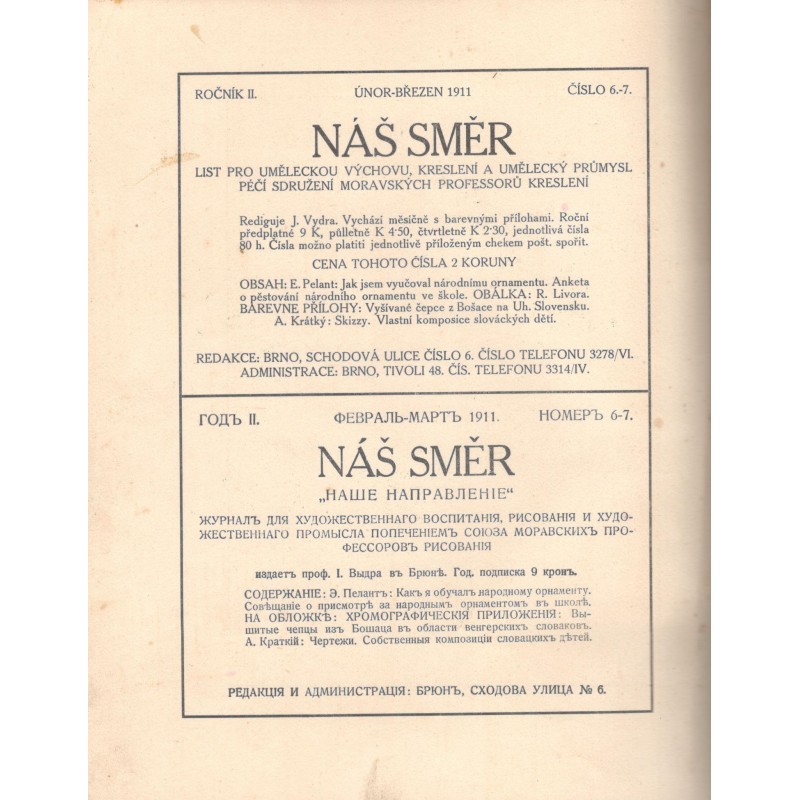 ROČNÍK II. ÚNOR-BŘEZEN 1911 ČÍSLO 6.-7.
NÁŠ SMĚR
LIST PRO UMĚLECKOU VÝCHOVU, KRESLENÍ A UMĚLECKÝ PRŮMYSL
PÉČÍ SDRUŽENÍ MORAVSKÝCH PROFESSORŮ KRESLENÍ
Rediguje J. Vydra. Vychází měsíčně s barevnými přílohami. Roční
předplatné 9 K, půlletně K 4·50, čtvrtletně K 2·30, jednotlivá čísla
80 h. Čísla možno platiti jednotlivě přiloženým chekem pošt. spořit.
CENA TOHOTO ČÍSLA 2 KORUNY
OBSAH: E. Pelant: Jak jsem vyučoval národnímu ornamentu. Anketa
o pěstování národního ornamentu ve škole. OBÁLKA: R. Livora.
BAREVNE PŘÍLOHY: Vyšívané čepce z Bošace na Uh. Slovensku.
A. Krátký: Skizzy. Vlastní komposice slováckých dětí.
REDAKCE: BRNO, SCHODOVÁ ULICE ČÍSLO 6. ČÍSLO TELEFONU 3278/VI.
ADMINISTRACE: BRNO, TIVOLI 48. ČÍS. TELEFONU 3314/IV.
ГОДЪ II. ФЕВРАЛЬ-МАРТЪ 1911. НОМЕРЪ 6-7.
NÁŠ SMĚR
„НАШЕ НАПРАВЛЕНІЕ“
ЖУРНАЛЪ ДЛЯ ХУДОЖЕСТВЕННАГО ВОСПИТАНІЯ, РИСОВАНІЯ И ХУДО-
ЖЕСТВЕННАГО ПРОМЫСЛА ПОПЕЧЕНІЕМЪ СОЮЗА МОРАВСКИХЪ ПРО-
ФЕССОРОВЪ РИСОВАНІЯ
издаетъ проф. I. Выдра въ Брюнѣ. Год. подписка 9 кронъ.
СОДЕРЖАНІЕ: Э. Пелантъ: Какъ я обучалъ народному орнаменту.
Совѣщаніе о присмотрѣ за народнымъ орнаментомъ въ школѣ.
НА ОБЛОЖКѢ: ХРОМОГРАФИЧЕСКІЯ ПРИЛОЖЕНІЯ: Вы-
шитые чепцы изъ Бошаца въ области венгерскихъ словаковъ.
А. Краткій: Чертежи. Собственныя композиціи словацкихъ дѣтей.
РЕДАКЦІЯ И АДМИНИСТРАЦІЯ: БРЮНЪ, СХОДОВА УЛИЦА № 6.